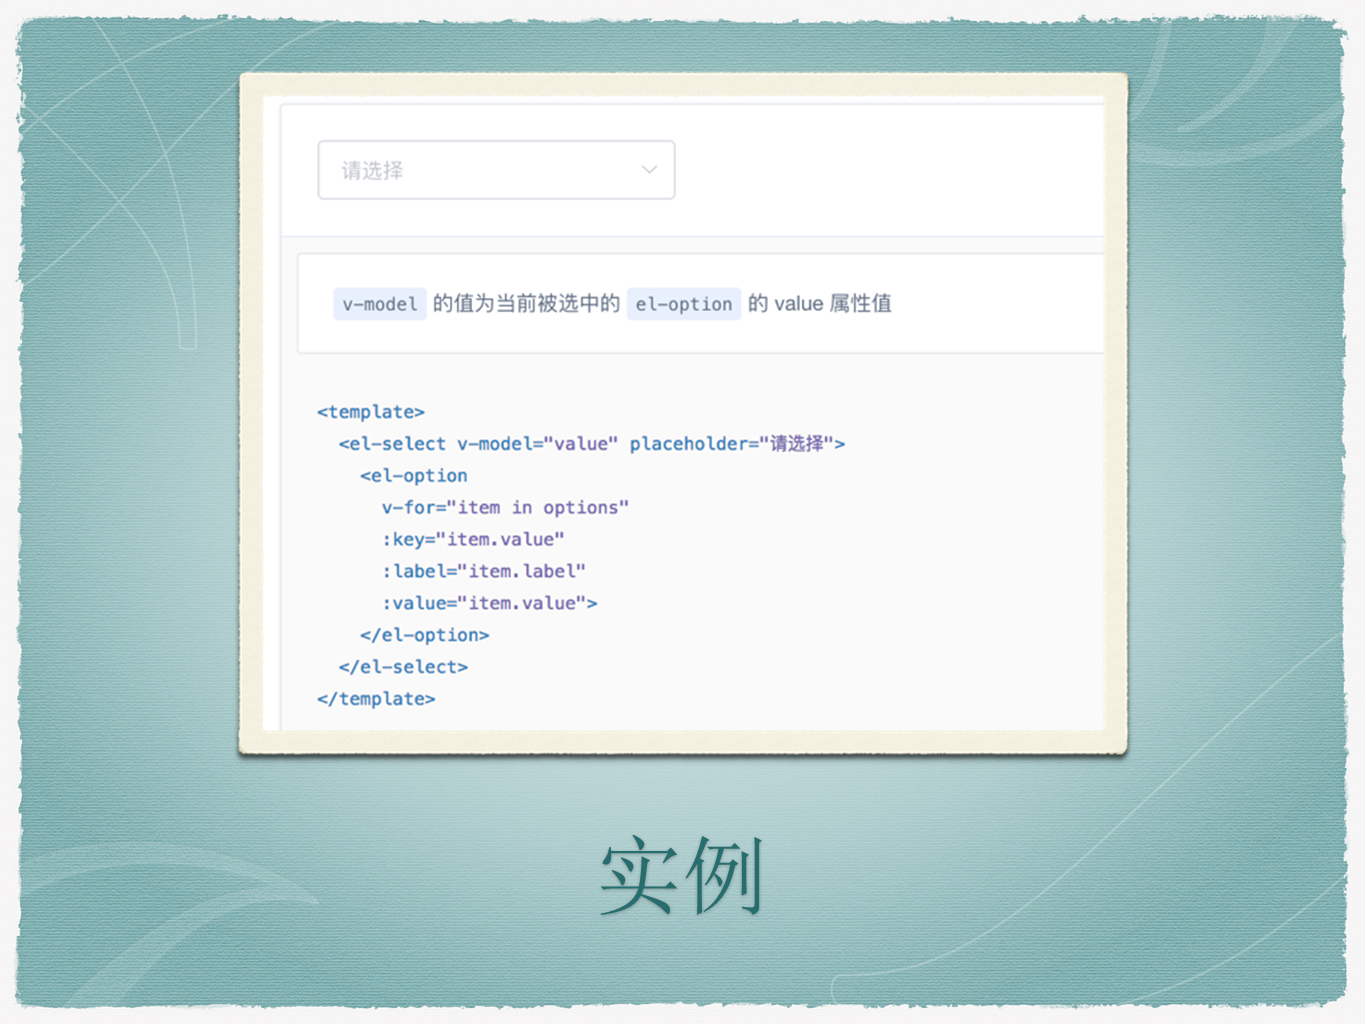 请选择
v-model 的值为当前被选中的 el-option 的 value 属性值
<template>
  <el-select v-model="value" placeholder="请选择">
    <el-option
      v-for="item in options"
      :key="item.value"
      :label="item.label"
      :value="item.value">
    </el-option>
  </el-select>
</template>
实例